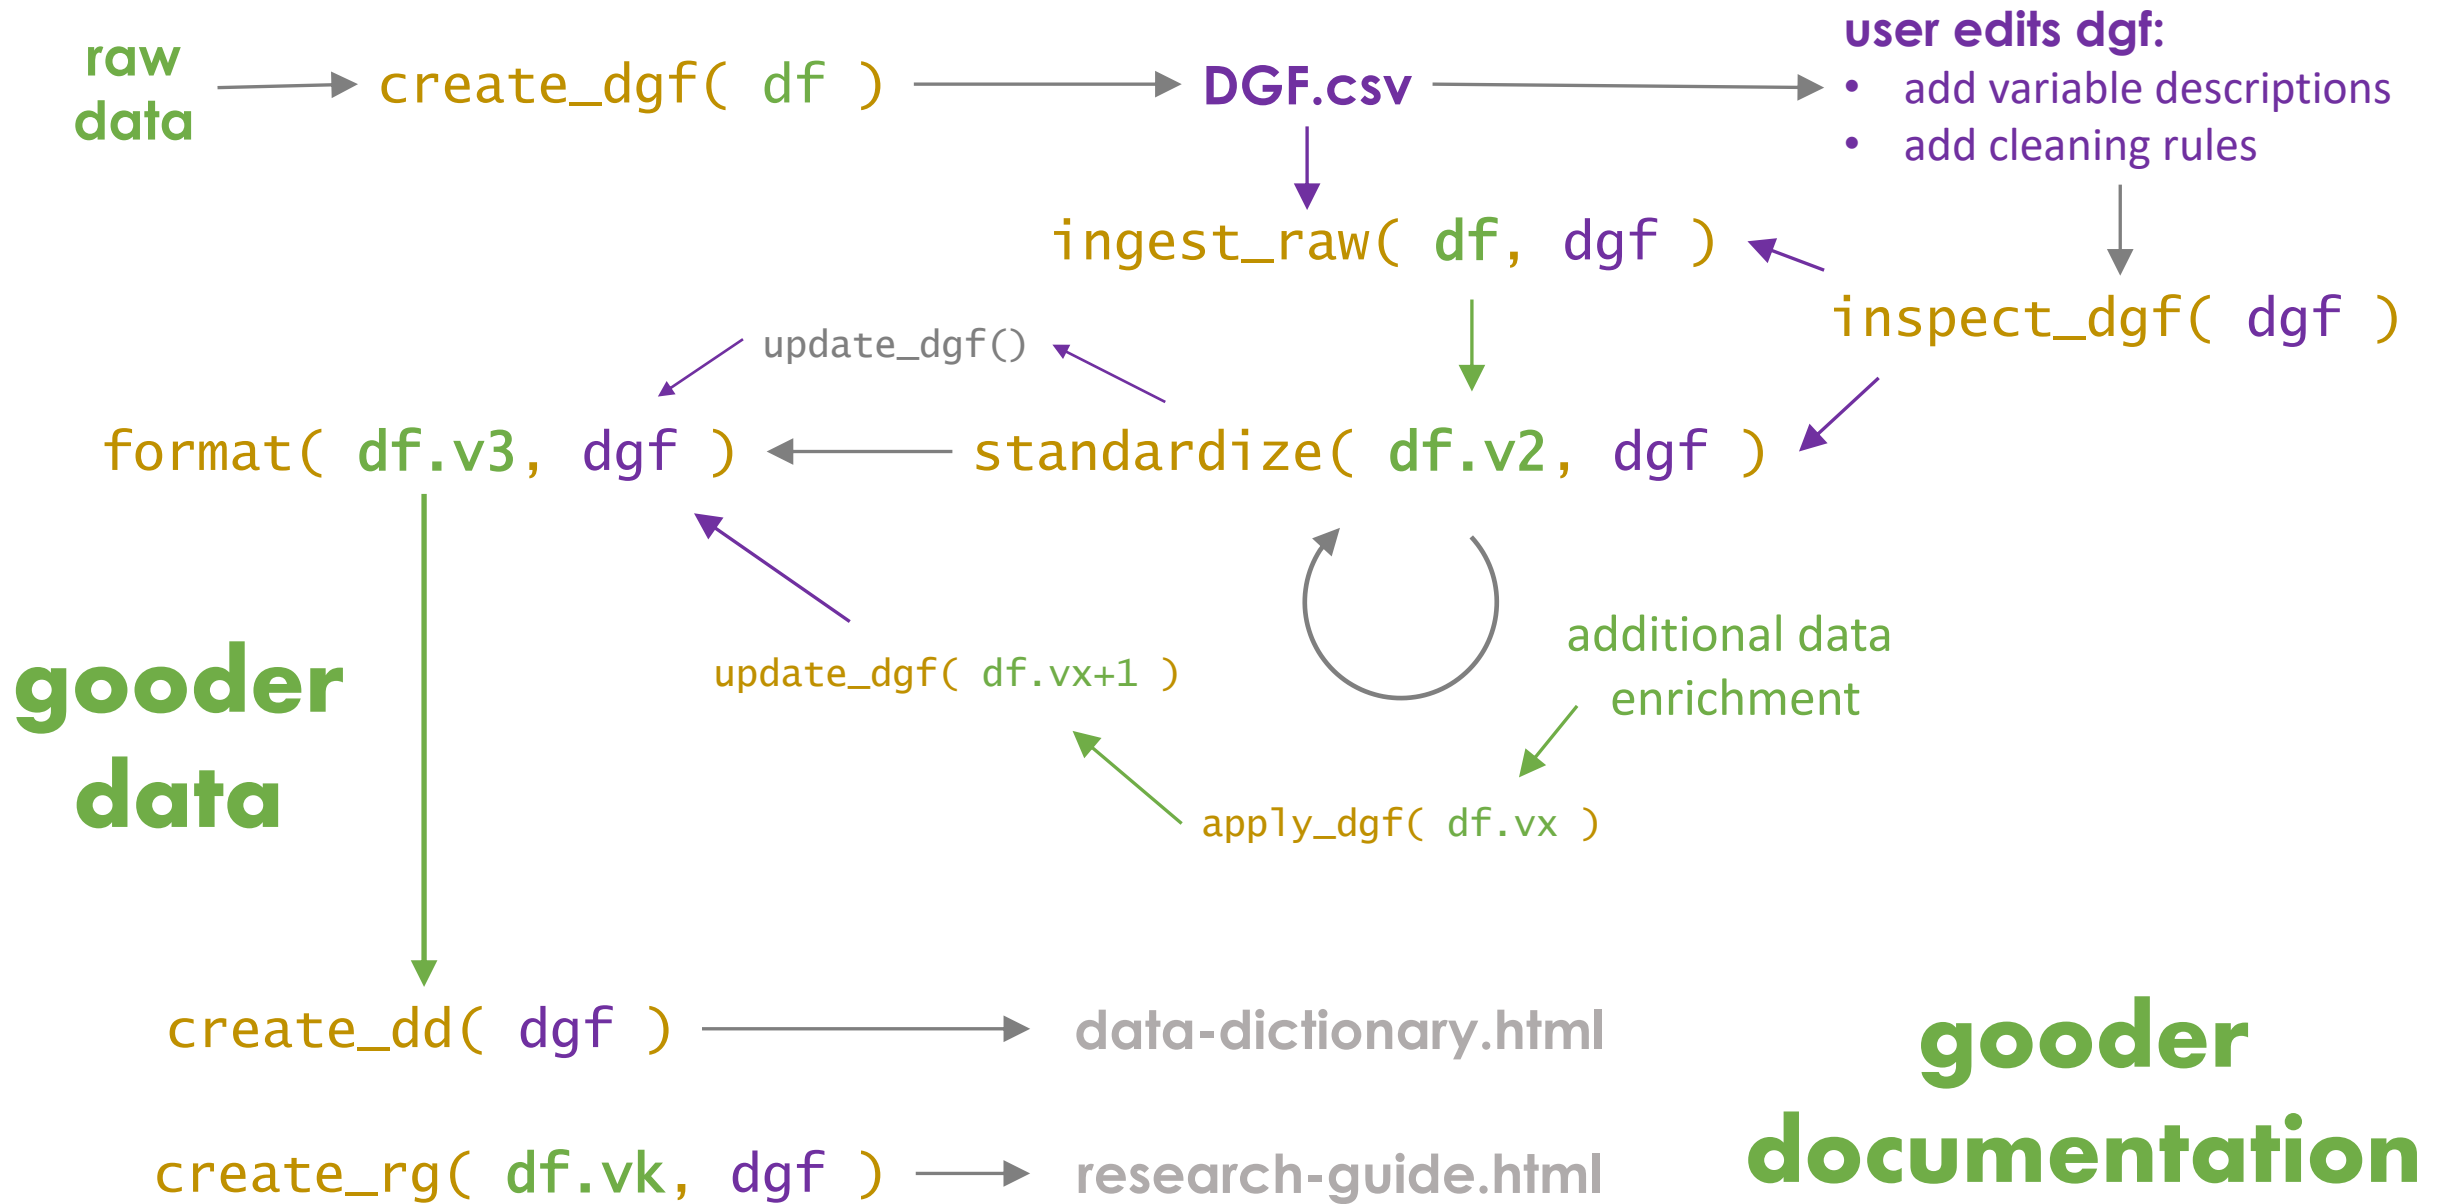 raw
data
create_dgf( df )
DGF.csv
user edits dgf:
• add variable descriptions
• add cleaning rules
ingest_raw( df, dgf )
inspect_dgf( dgf )
update_dgf()
format( df.v3, dgf )
standardize( df.v2, dgf )
additional data
enrichment
update_dgf( df.vx+1 )
apply_dgf( df.vx )
gooder
data
create_dd( dgf )
data-dictionary.html
create_rg( df.vk, dgf )
research-guide.html
gooder
documentation